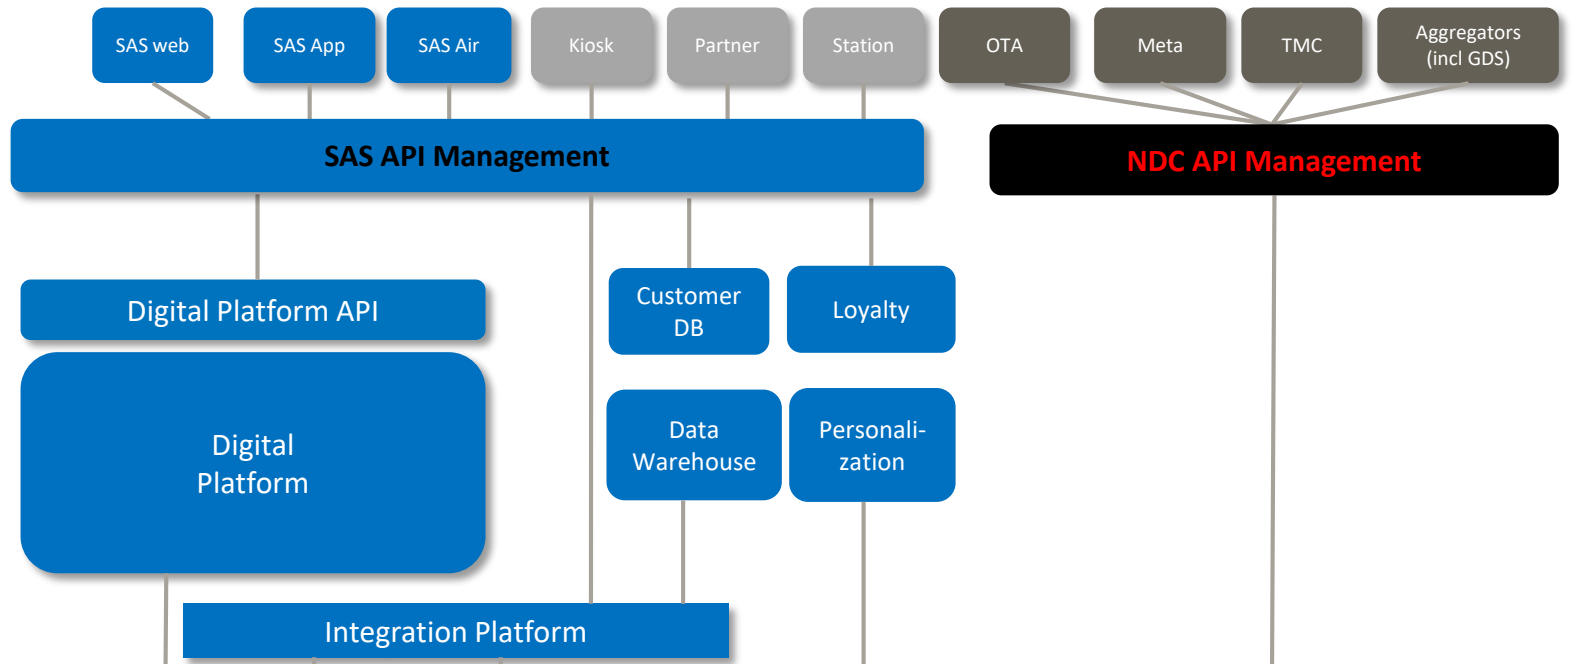 SAS web
SAS App
SAS Air
Kiosk
Partner
Station
OTA
Meta
TMC
Aggregators
(incl GDS)
SAS API Management
NDC API Management
Digital Platform API
Customer
DB
Loyalty
Digital
Platform
Data
Warehouse
Personali-
zation
Integration Platform